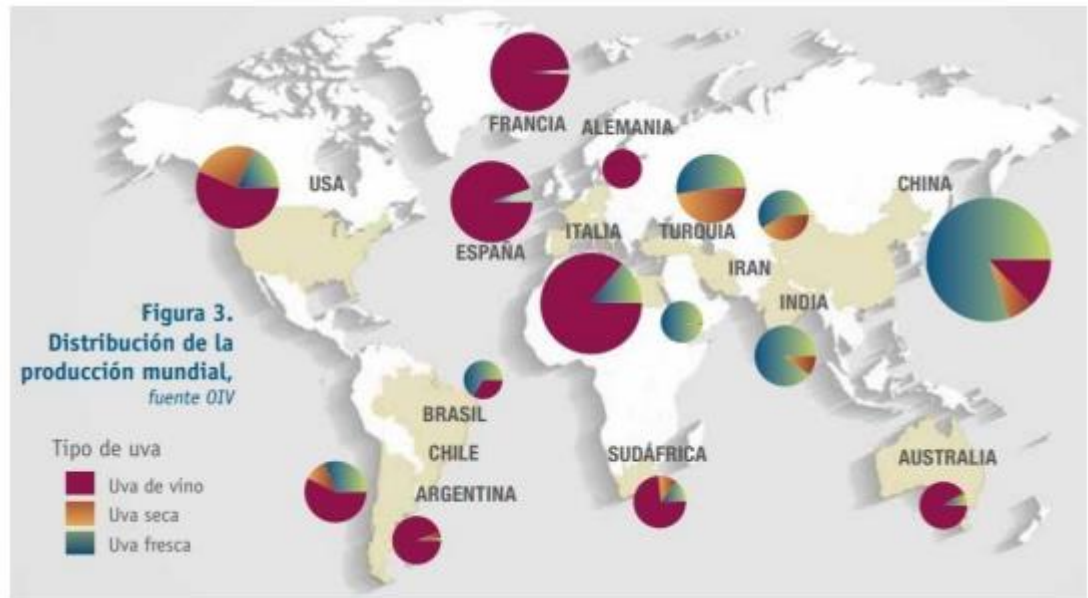 FRANCIA
ALEMANIA
USA
CHINA
ESPAÑA
ITALIA
TURQUIA
IRAN
INDIA
Figura 3.
Distribución de la
producción mundial,
fuente OIV
BRASIL
CHILE
SUDÁFRICA
AUSTRALIA
ARGENTINA
Tipo de uva
Uva de vino
Uva seca
Uva fresca